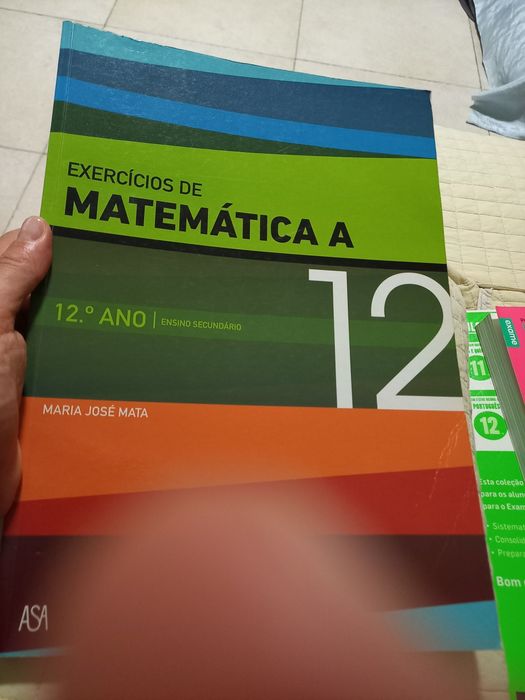 EXERCÍCIOS DE
MATEMÁTICA A
12
12.º ANO | ENSINO SECUNDÁRIO
MARIA JOSÉ MATA
ASA
exame
11
PORTUGUÊS
12
Esta coleção
para os alun
para o Exam
• Sistemat
• Consolid
• Prepara
Bom